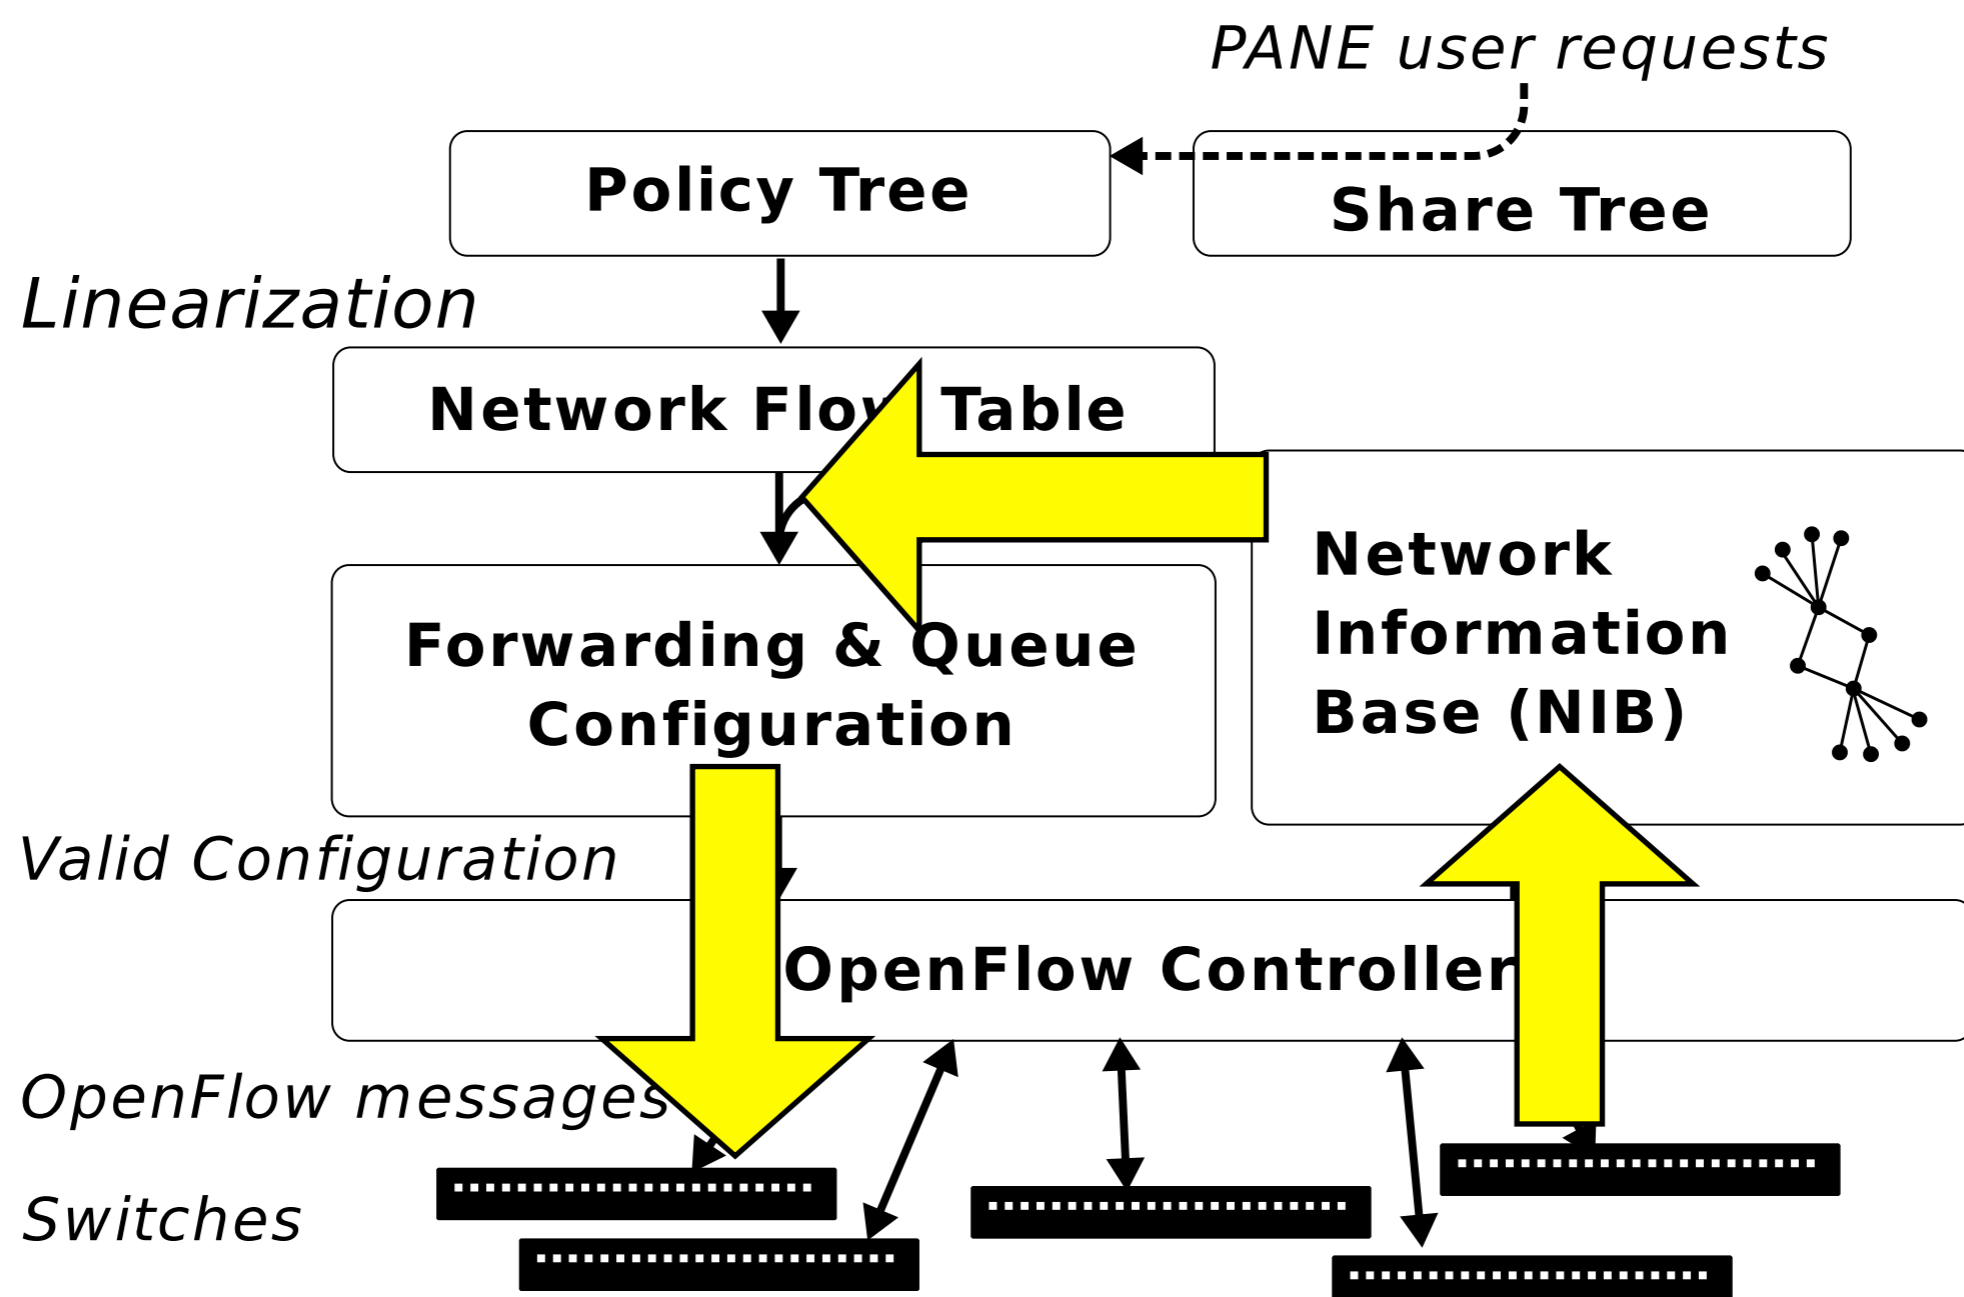 PANE user requests
Policy Tree
Share Tree
Linearization
Network Flow Table
Network
Information
Base (NIB)
Forwarding & Queue
Configuration
Valid Configuration
OpenFlow Controller
OpenFlow messages
Switches